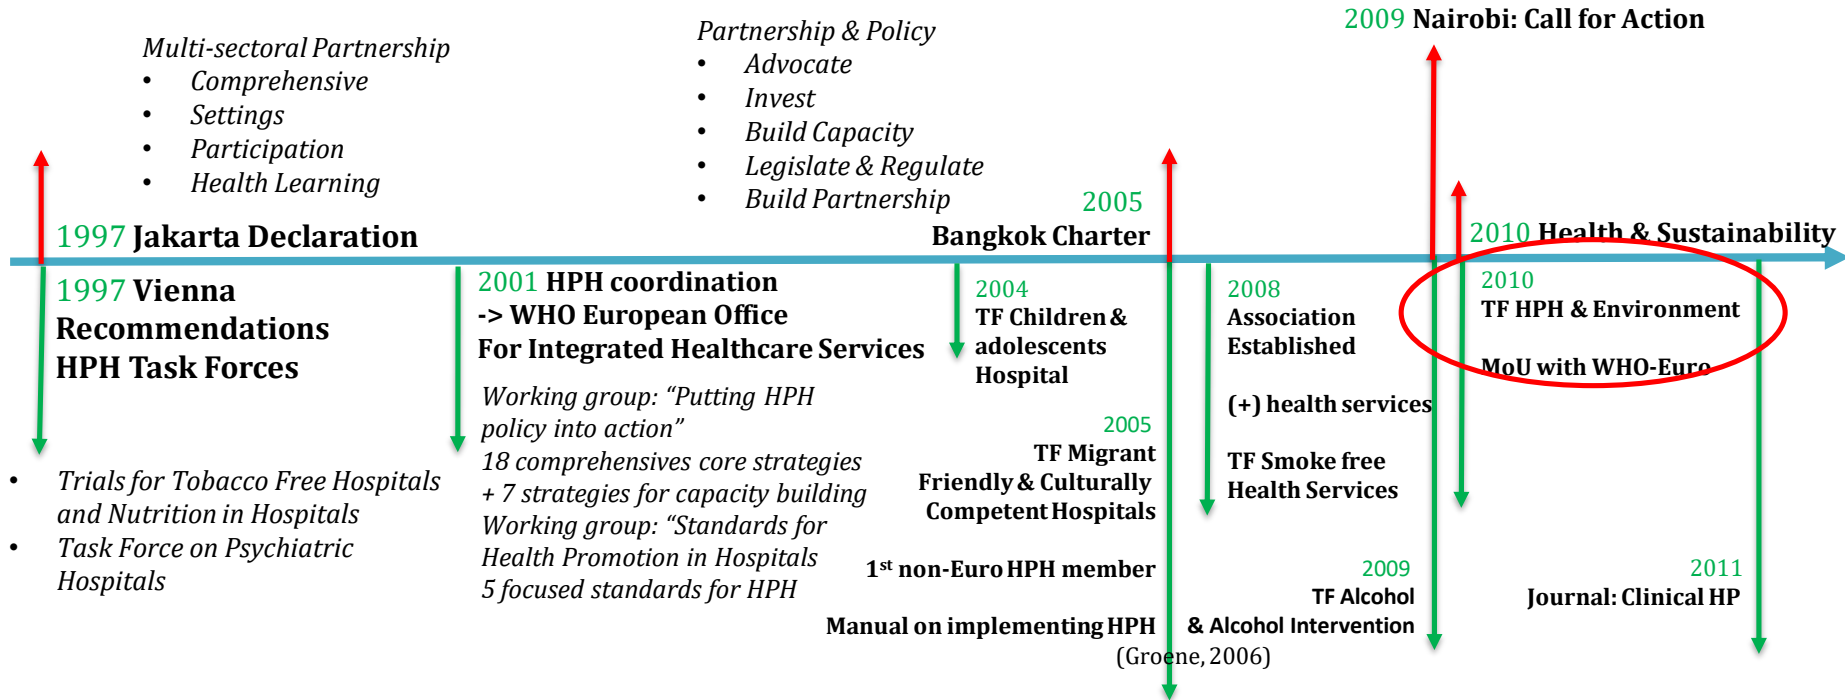 2009 Nairobi: Call for Action
Multi-sectoral Partnership
• Comprehensive
• Settings
• Participation
• Health Learning
Partnership & Policy
• Advocate
• Invest
• Build Capacity
• Legislate & Regulate
• Build Partnership
1997 Jakarta Declaration
2005
Bangkok Charter
2010 Health & Sustainability
1997 Vienna
Recommendations
HPH Task Forces
• Trials for Tobacco Free Hospitals
and Nutrition in Hospitals
• Task Force on Psychiatric
Hospitals
2001 HPH coordination
-> WHO European Office
For Integrated Healthcare Services
Working group: “Putting HPH
policy into action”
18 comprehensives core strategies
+ 7 strategies for capacity building
Working group: “Standards for
Health Promotion in Hospitals
5 focused standards for HPH
2004
TF Children &
adolescents
Hospital
2005
TF Migrant
Friendly & Culturally
Competent Hospitals
1st non-Euro HPH member
Manual on implementing HPH
(Groene, 2006)
2008
Association
Established
(+) health services
TF Smoke free
Health Services
2009
TF Alcohol
& Alcohol Intervention
2010
TF HPH & Environment
MoU with WHO-Euro
2011
Journal: Clinical HP